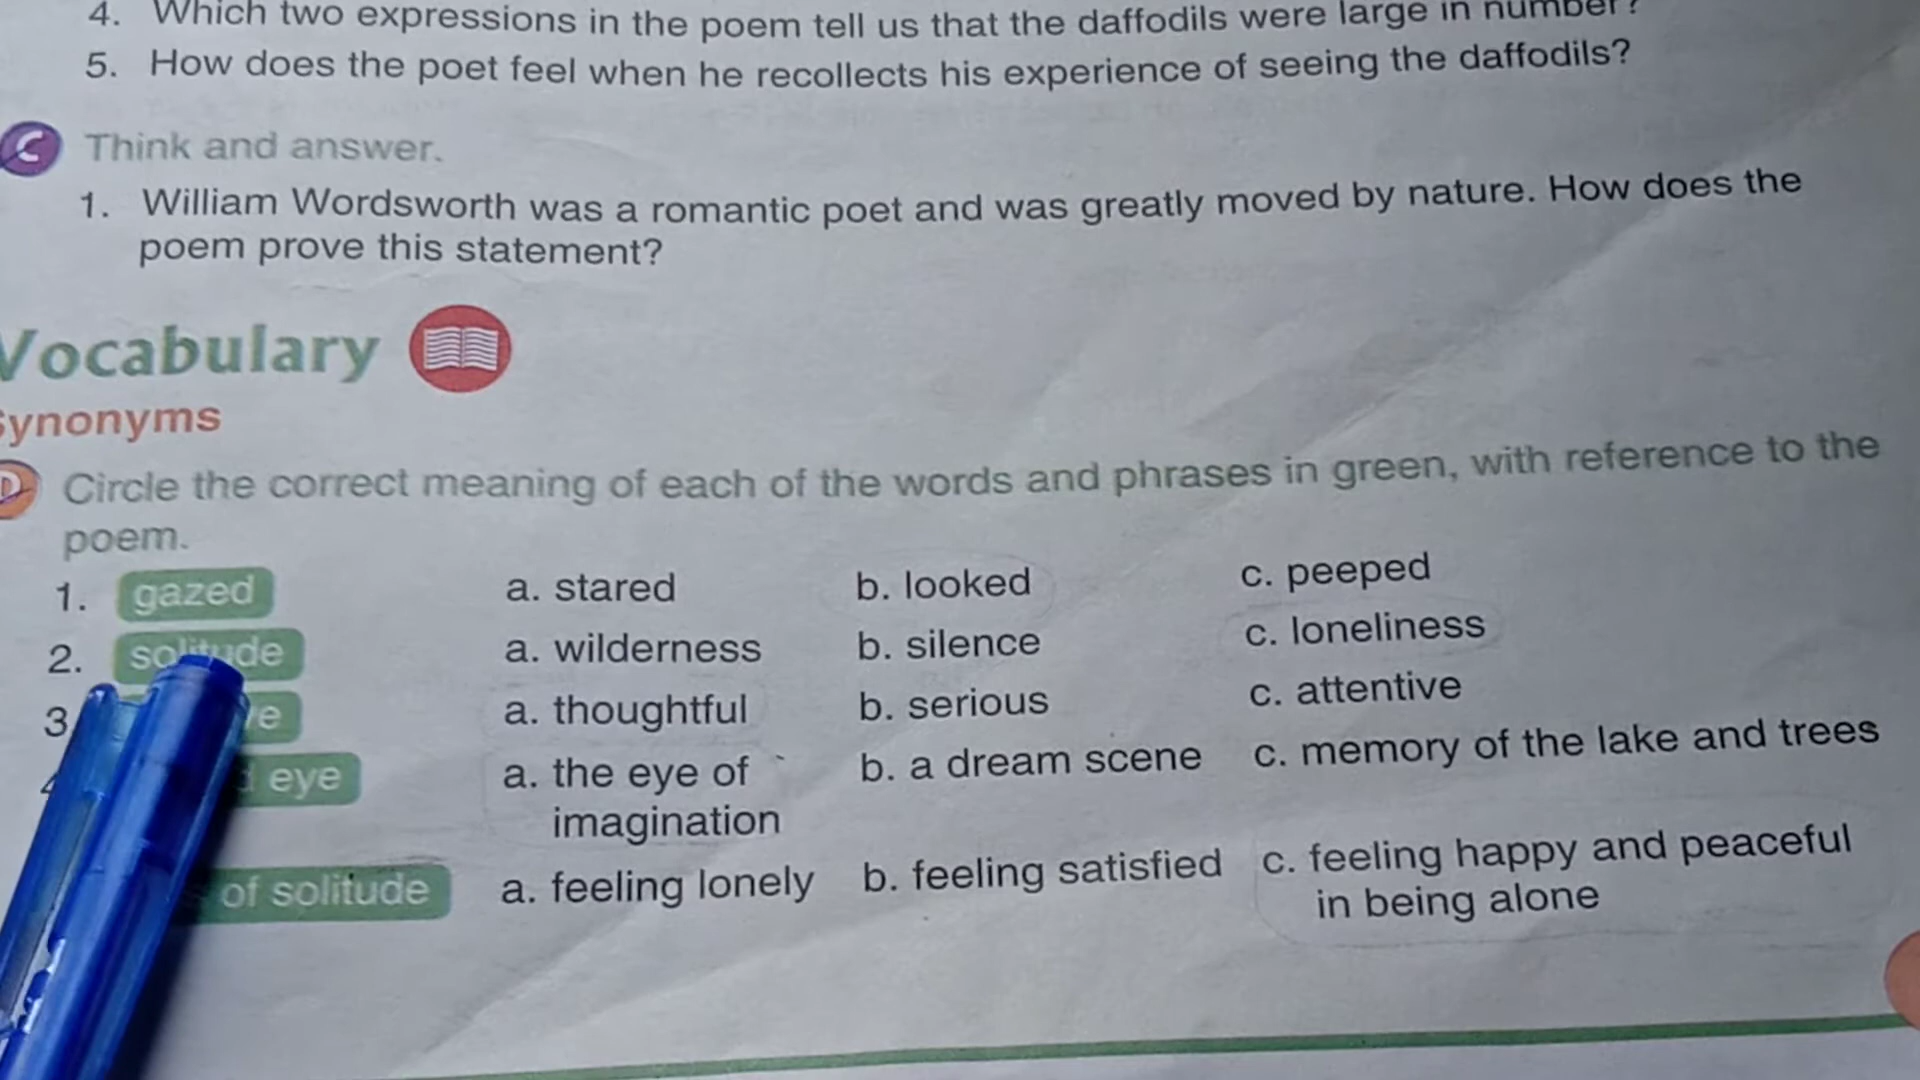 4. Which two expressions in the poem tell us that the daffodils were large in number?
5. How does the poet feel when he recollects his experience of seeing the daffodils?
C Think and answer.
1. William Wordsworth was a romantic poet and was greatly moved by nature. How does the
poem prove this statement?
Vocabulary
Synonyms
D Circle the correct meaning of each of the words and phrases in green, with reference to the
poem.
1. gazed a. stared b. looked c. peeped
2. solitude a. wilderness b. silence c. loneliness
3. a. thoughtful b. serious c. attentive
eye a. the eye of b. a dream scene c. memory of the lake and trees
imagination
of solitude a. feeling lonely b. feeling satisfied c. feeling happy and peaceful
in being alone